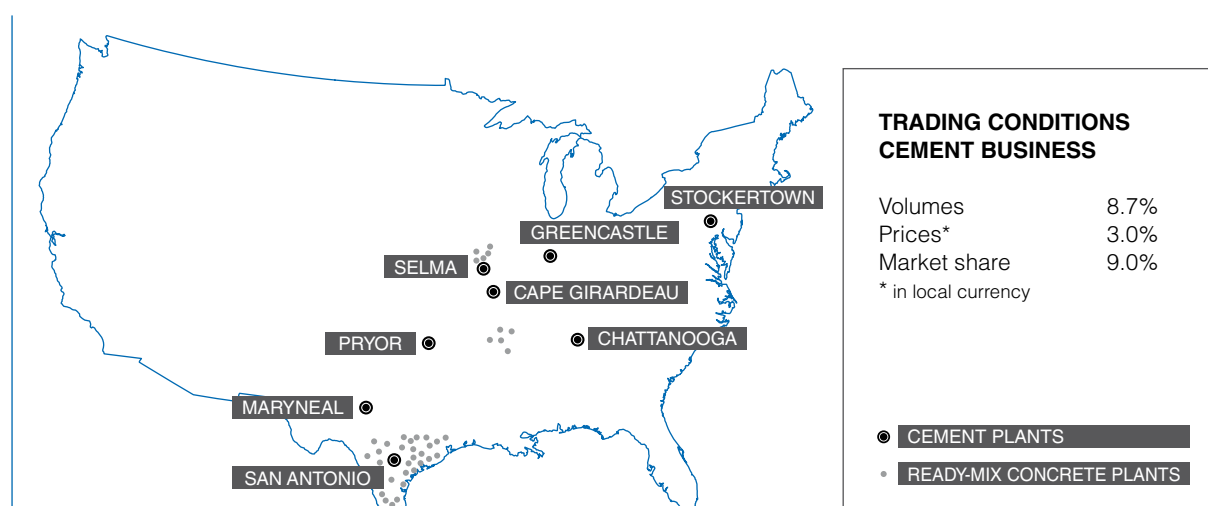 STOCKERTOWN
GREENCASTLE
SELMA
CAPE GIRARDEAU
PRYOR
CHATTANOOGA
MARYNEAL
SAN ANTONIO
TRADING CONDITIONS
CEMENT BUSINESS
Volumes 8.7%
Prices* 3.0%
Market share 9.0%
* in local currency
CEMENT PLANTS
READY-MIX CONCRETE PLANTS